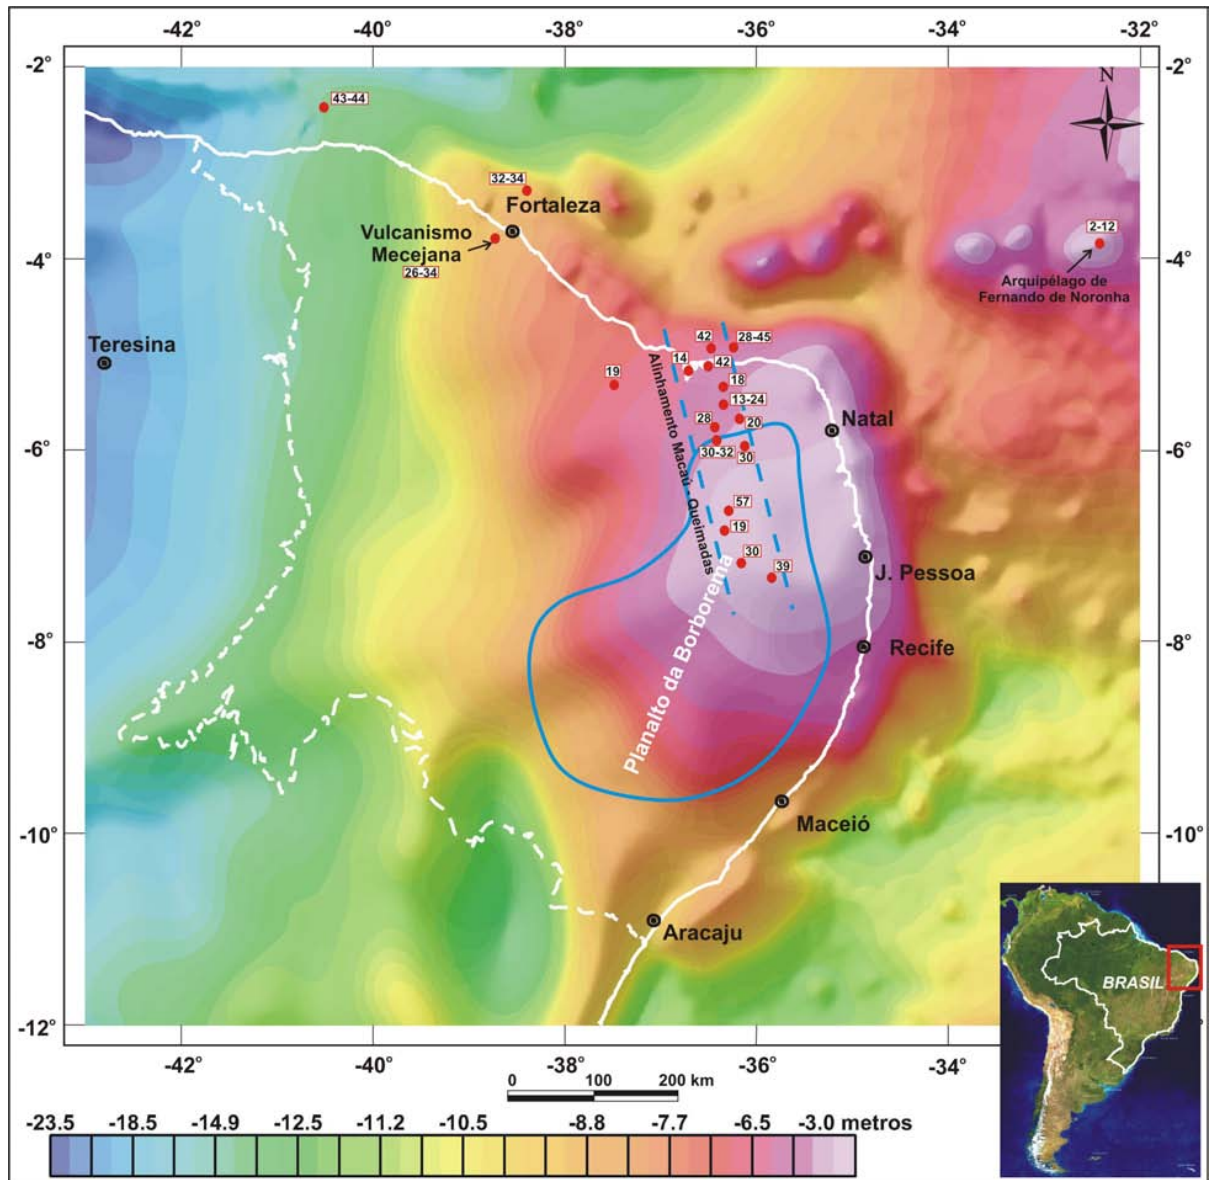 -42°
-40°
-38°
-36°
-34°
-32°
-2°
-2°
N
43-44
32-34
Fortaleza
Vulcanismo
Mecejana
26-34
2-12
Arquipélago de
Fernando de Noronha
-4°
-4°
Teresina
42
28-45
14
42
19
18
13-24
28
20
30-32
30
Natal
-6°
-6°
Alinhamento Macaú - Queimadas
57
19
30
39
J. Pessoa
Planalto da Borborema
Recife
-8°
-8°
Maceió
-10°
-10°
Aracaju
BRASIL
-12°
-42°
-40°
-38°
-36°
-34°
0 100 200 km
-23.5 -18.5 -14.9 -12.5 -11.2 -10.5 -8.8 -7.7 -6.5 -3.0 metros